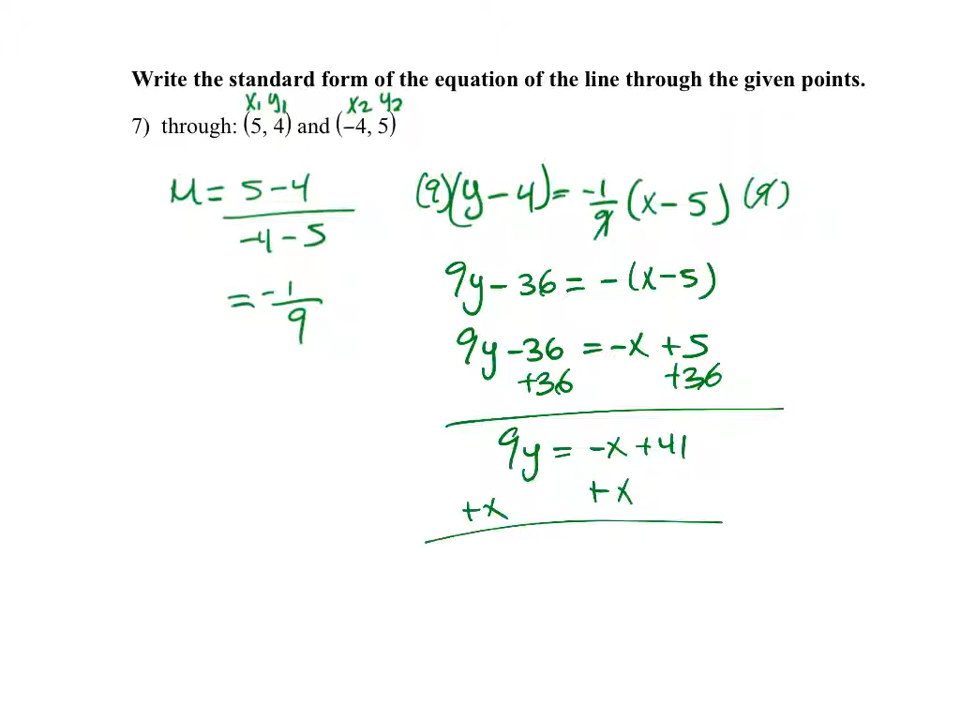 Write the standard form of the equation of the line through the given points.
x1 y1 x2 y2
7) through: (5, 4) and (−4, 5)
M = 5 − 4
-4 - 5
= -1
9
(9)(y − 4) = -1/9 (x − 5) (9)
9y − 36 = − (x − 5)
9y − 36 = −x + 5
+36 +36
9y = −x + 41
+x +x